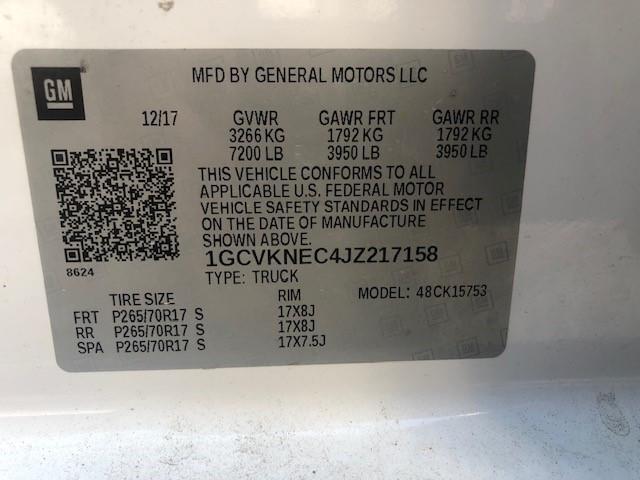 GM
MFD BY GENERAL MOTORS LLC
12/17 GVWR GAWR FRT GAWR RR
3266 KG 1792 KG 1792 KG
7200 LB 3950 LB 3950 LB
THIS VEHICLE CONFORMS TO ALL
APPLICABLE U.S. FEDERAL MOTOR
VEHICLE SAFETY STANDARDS IN EFFECT
ON THE DATE OF MANUFACTURE
SHOWN ABOVE.
8624
1GCVKNEC4JZ217158
TYPE: TRUCK
TIRE SIZE RIM MODEL: 48CK15753
FRT P265/70R17 S 17X8J
RR P265/70R17 S 17X8J
SPA P265/70R17 S 17X7.5J